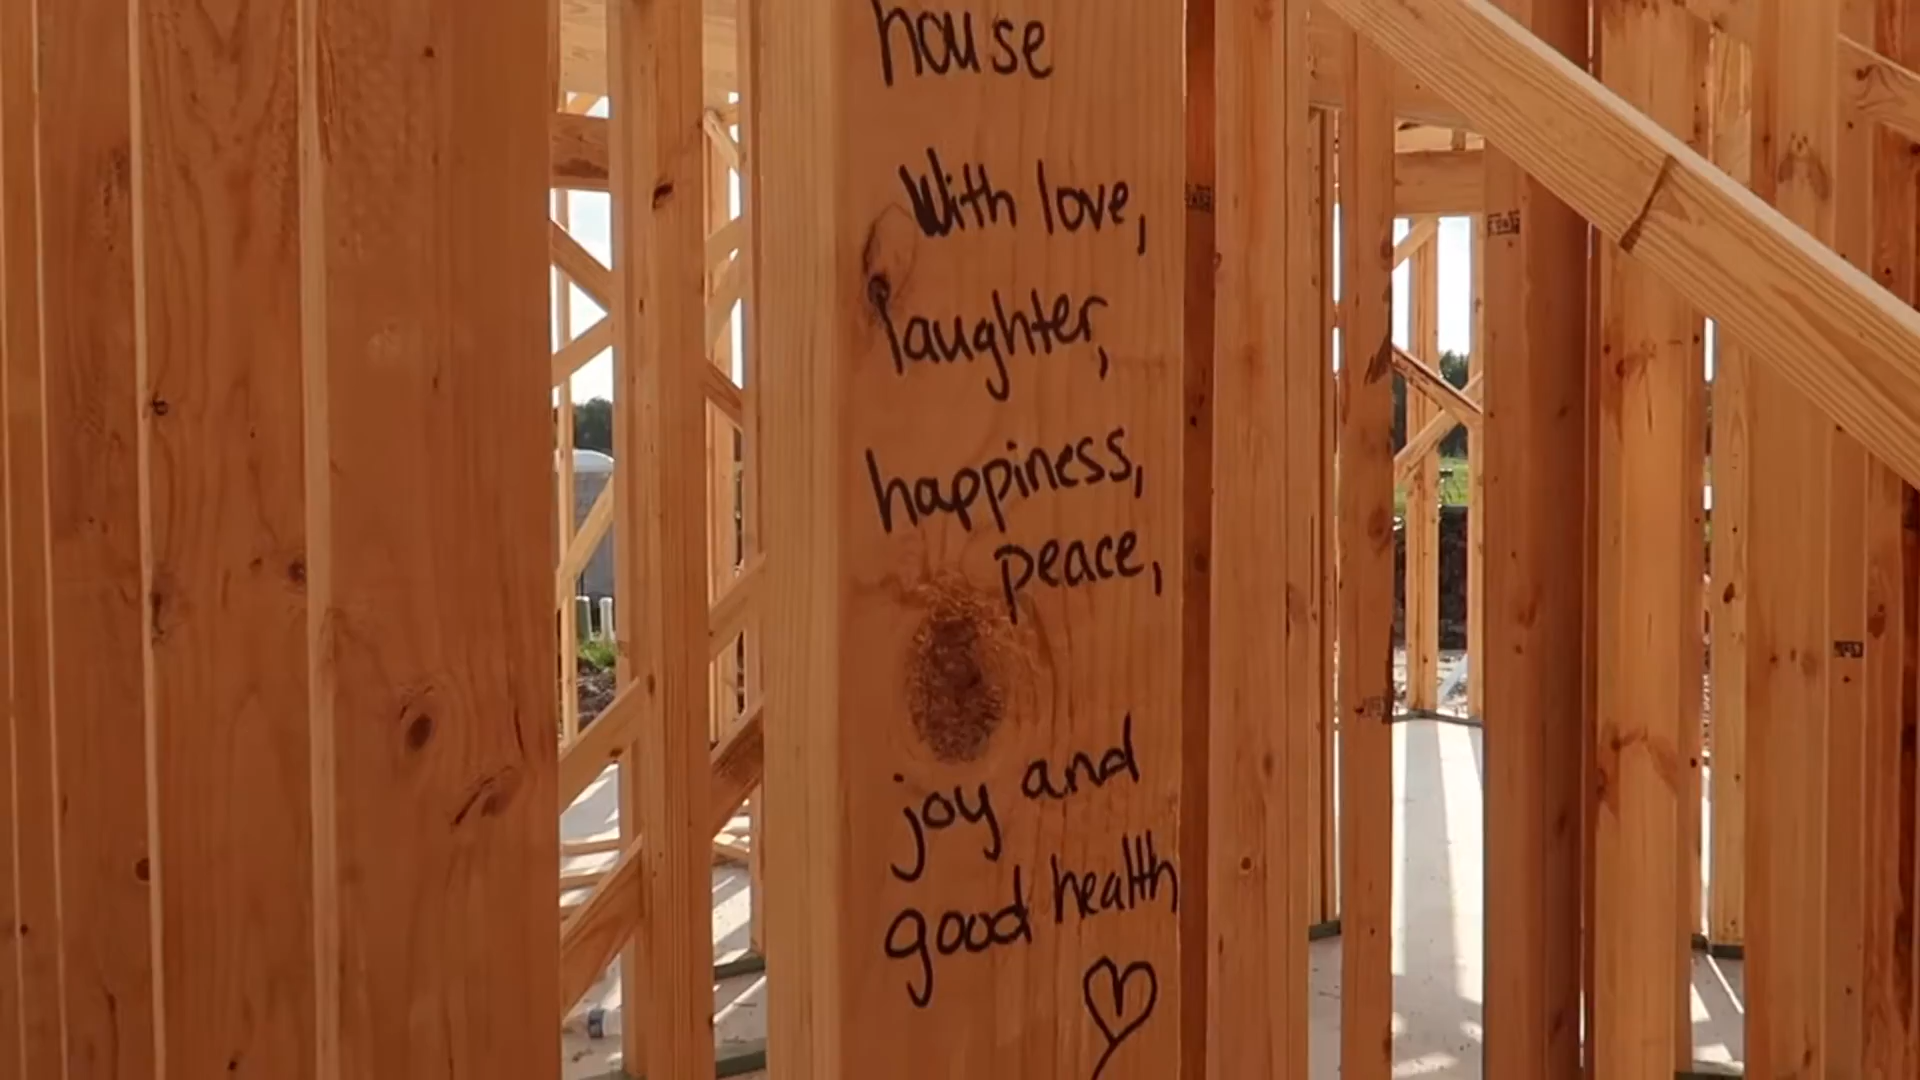 house
With love,
laughter,
happiness,
peace,
joy and
good health